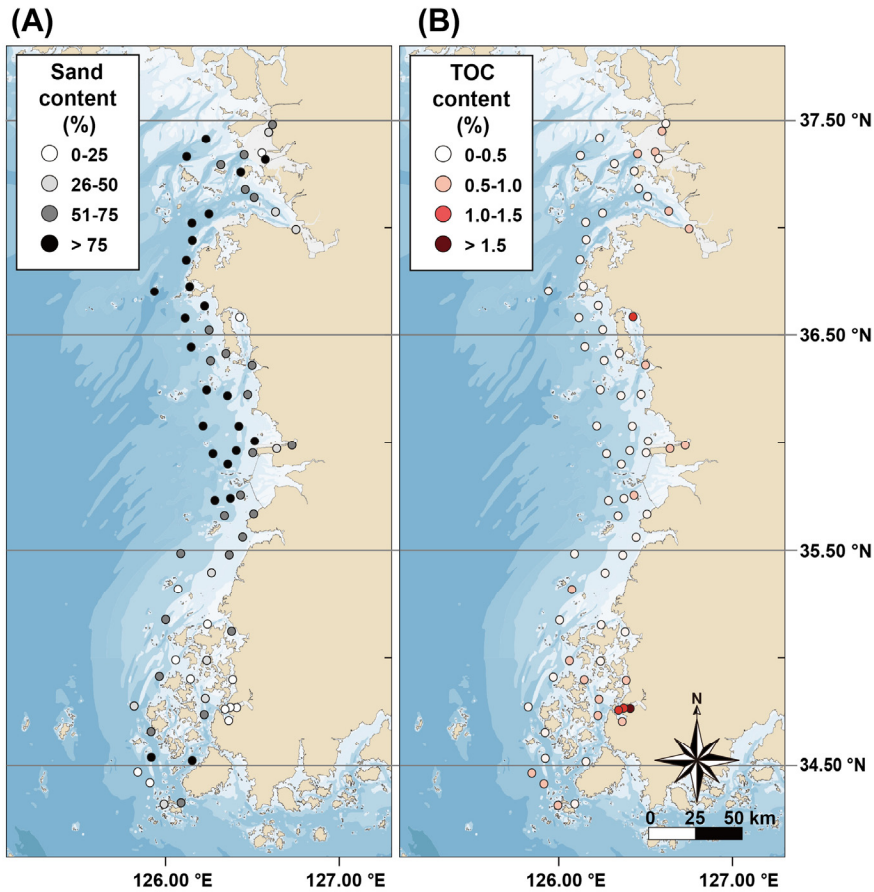 (A)
(B)
Sand
content
(%)
0-25
26-50
51-75
> 75
TOC
content
(%)
0-0.5
0.5-1.0
1.0-1.5
> 1.5
37.50 °N
36.50 °N
35.50 °N
34.50 °N
N
0 25 50 km
126.00 °E
127.00 °E
126.00 °E
127.00 °E